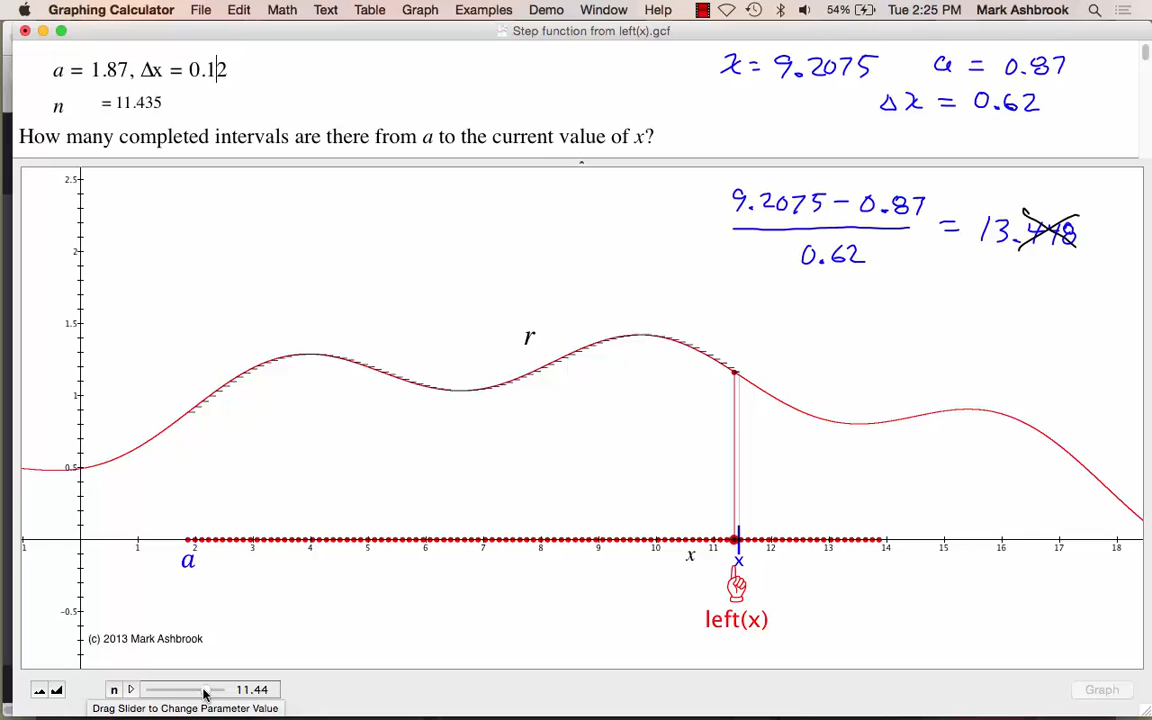 Graphing Calculator File Edit Math Text Table Graph Examples Demo Window Help 54% Tue 2:25 PM Mark Ashbrook
Step function from left(x).gcf
a = 1.87, Δx = 0.12
n = 11.435
How many completed intervals are there from a to the current value of x?
x = 9.2075 a = 0.87
Δx = 0.62
9.2075 - 0.87
0.62
= 13.448
2.5
2
1.5
1
0.5
-0.5
r
1 1 2 3 4 5 6 7 8 9 10 11 12 13 14 15 16 17 18
a x x
left(x)
(c) 2013 Mark Ashbrook
n 11.44 Graph
Drag Slider to Change Parameter Value